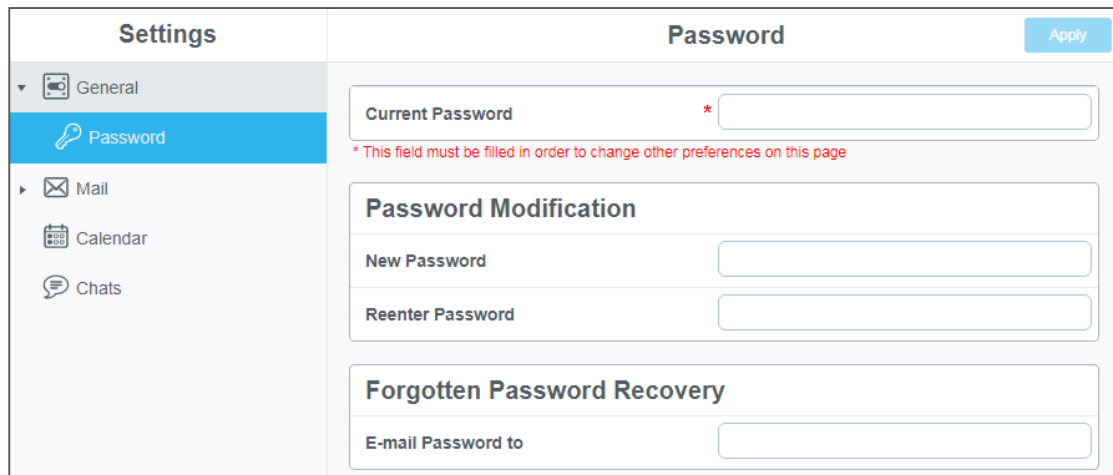 Settings
Password
Apply
General
Password
Mail
Calendar
Chats
Current Password
*
* This field must be filled in order to change other preferences on this page
Password Modification
New Password
Reenter Password
Forgotten Password Recovery
E-mail Password to